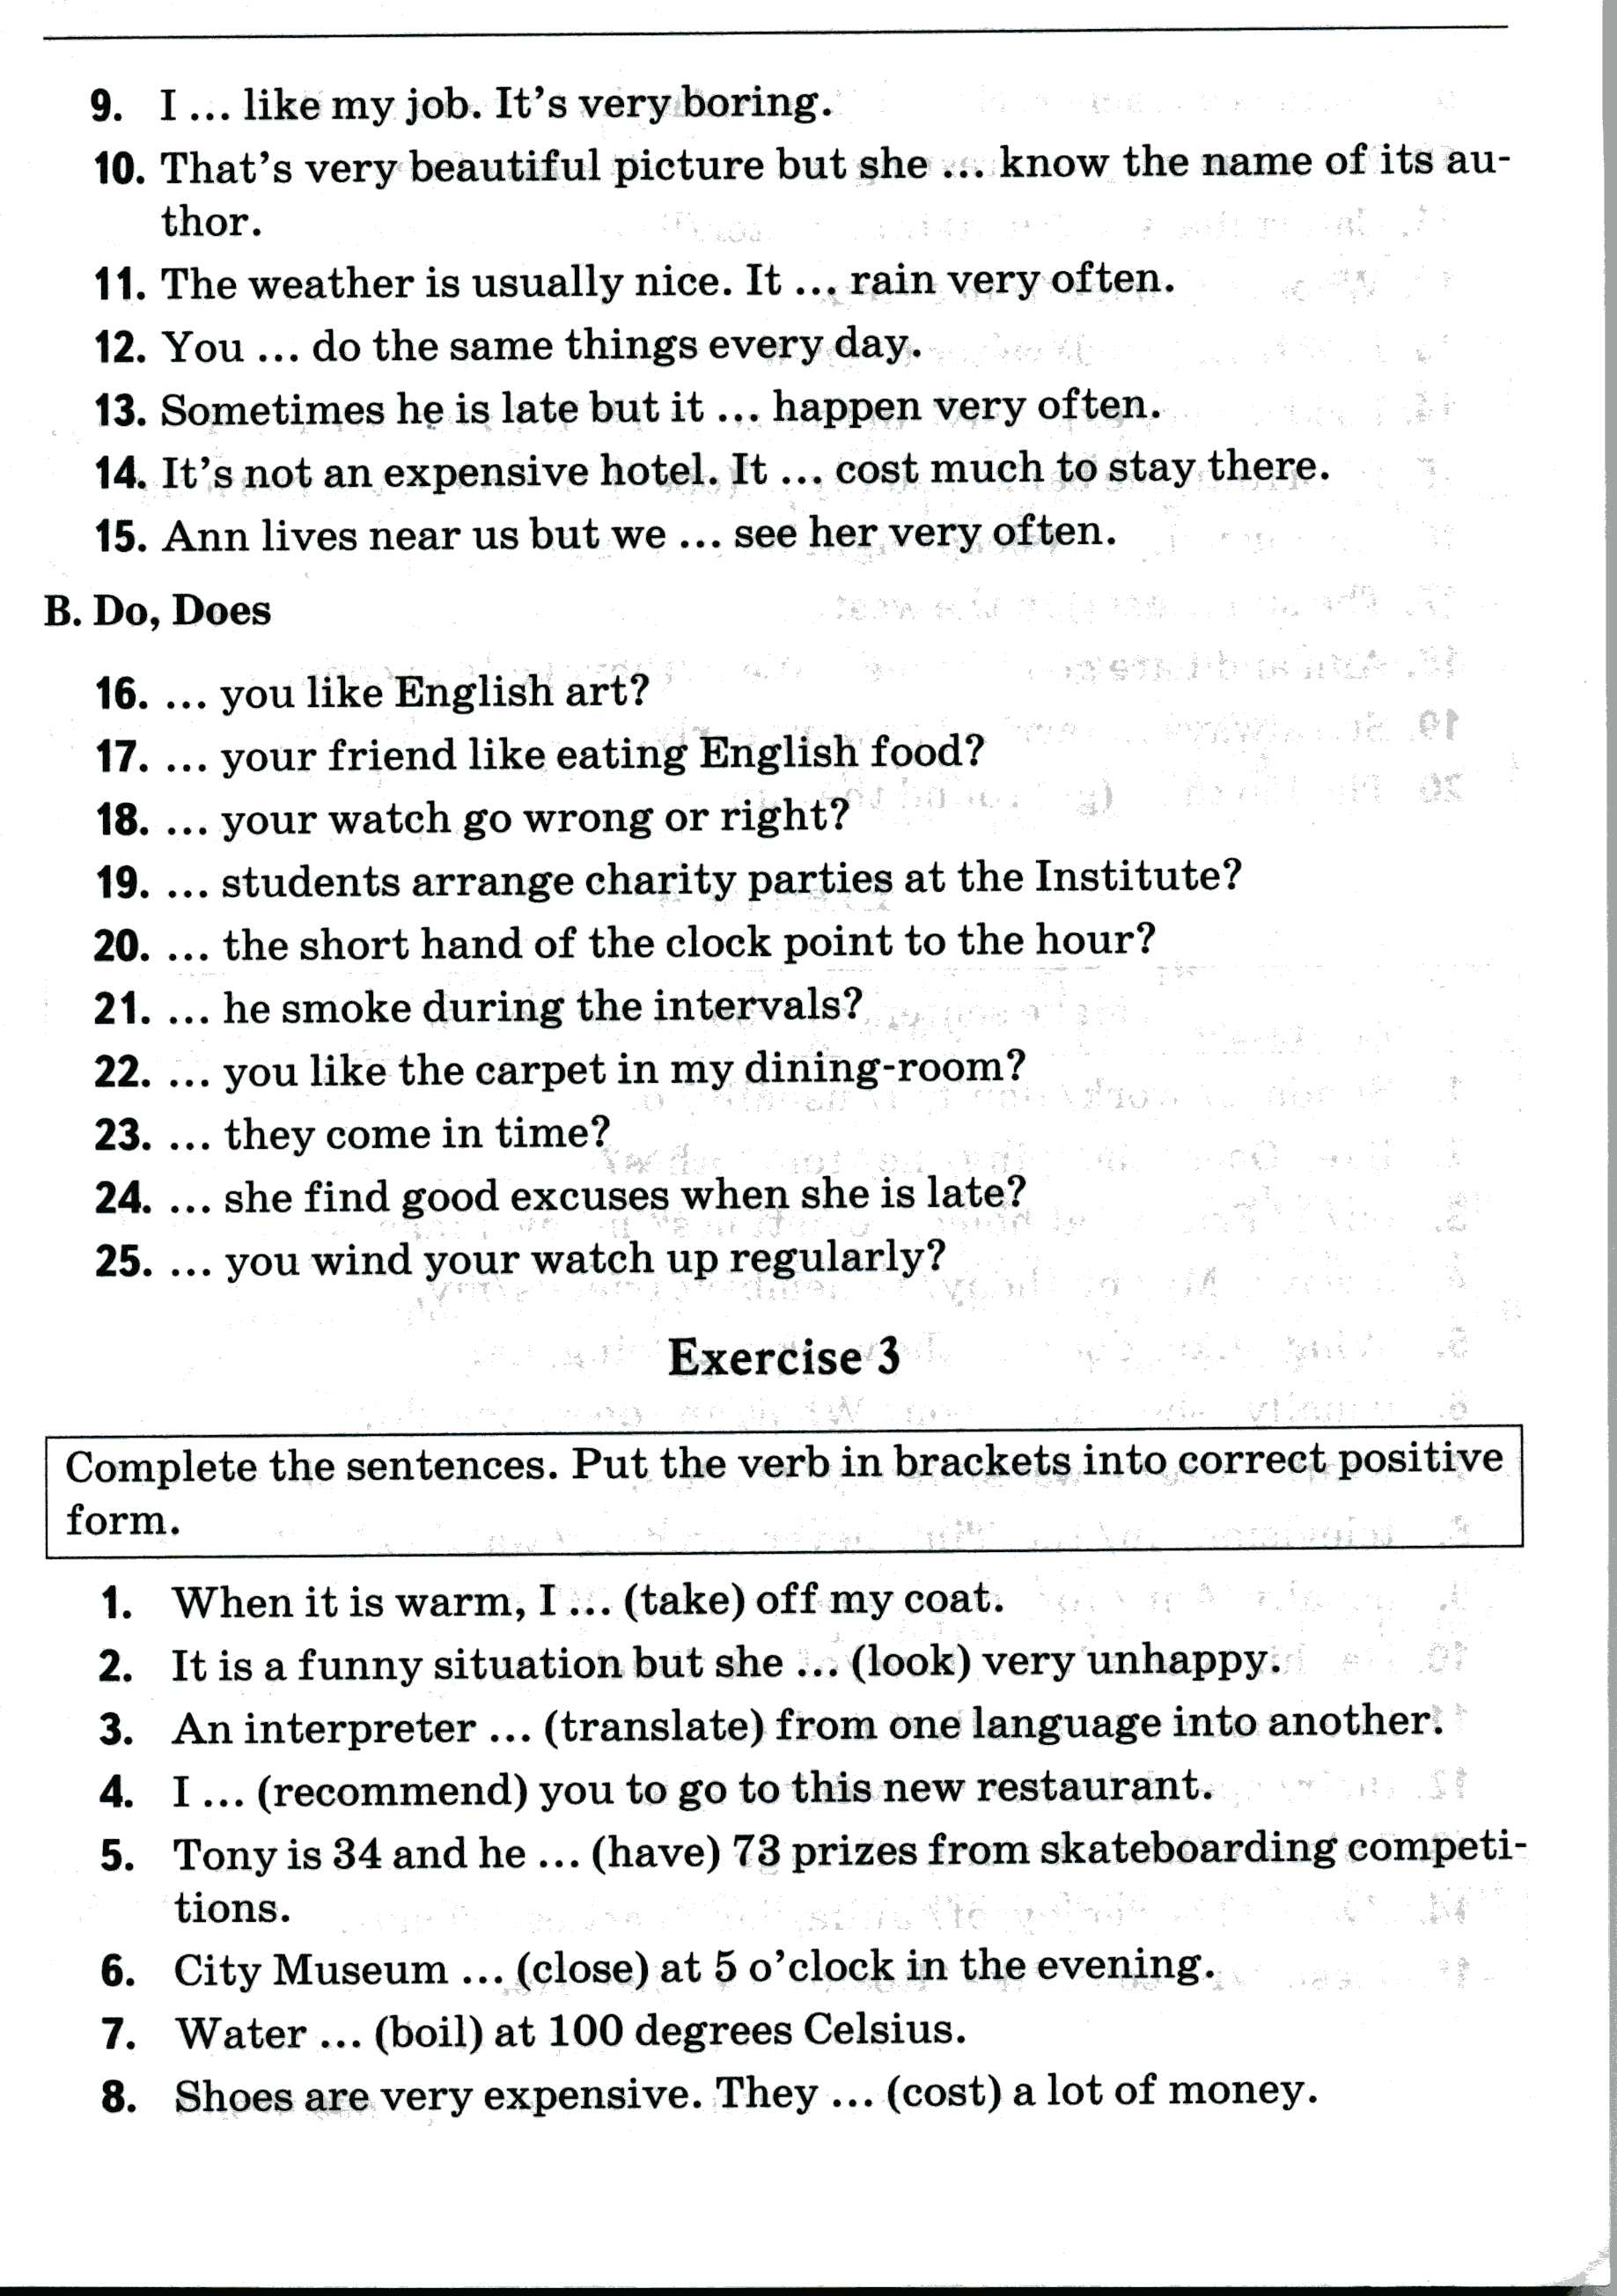 9. I ... like my job. It's very boring.
10. That's very beautiful picture but she ... know the name of its au-
thor.
11. The weather is usually nice. It ... rain very often.
12. You ... do the same things every day.
13. Sometimes he is late but it ... happen very often.
14. It's not an expensive hotel. It ... cost much to stay there.
15. Ann lives near us but we ... see her very often.
B. Do, Does
16. ... you like English art?
17. ... your friend like eating English food?
18. ... your watch go wrong or right?
19. ... students arrange charity parties at the Institute?
20. ... the short hand of the clock point to the hour?
21. ... he smoke during the intervals?
22. ... you like the carpet in my dining-room?
23. ... they come in time?
24. ... she find good excuses when she is late?
25. ... you wind your watch up regularly?
Exercise 3
Complete the sentences. Put the verb in brackets into correct positive
form.
1. When it is warm, I ... (take) off my coat.
2. It is a funny situation but she ... (look) very unhappy.
3. An interpreter ... (translate) from one language into another.
4. I ... (recommend) you to go to this new restaurant.
5. Tony is 34 and he ... (have) 73 prizes from skateboarding competi-
tions.
6. City Museum ... (close) at 5 o'clock in the evening.
7. Water ... (boil) at 100 degrees Celsius.
8. Shoes are very expensive. They ... (cost) a lot of money.